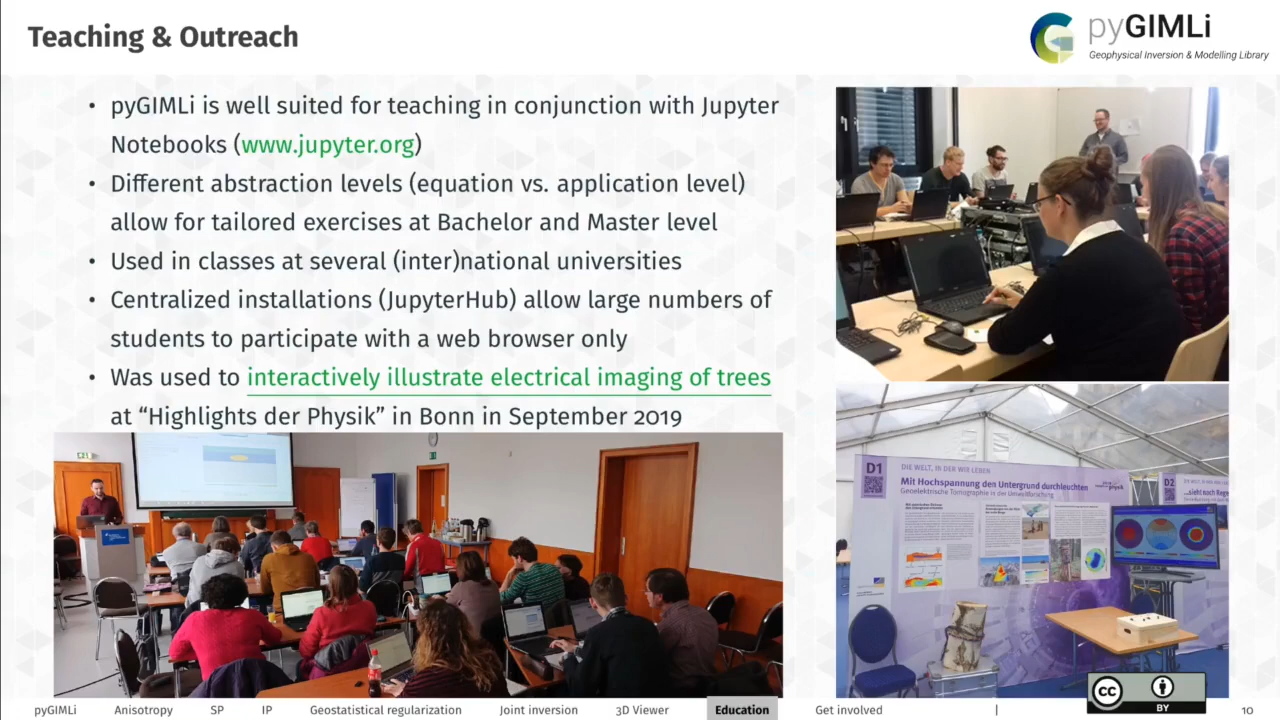 Teaching & Outreach
pyGIMLi
Geophysical Inversion & Modelling Library
• pyGIMLi is well suited for teaching in conjunction with Jupyter
Notebooks (www.jupyter.org)
• Different abstraction levels (equation vs. application level)
allow for tailored exercises at Bachelor and Master level
• Used in classes at several (inter)national universities
• Centralized installations (JupyterHub) allow large numbers of
students to participate with a web browser only
• Was used to interactively illustrate electrical imaging of trees
at “Highlights der Physik” in Bonn in September 2019
D1
DIE WELT, IN DER WIR LEBEN
Mit Hochspannung den Untergrund durchleuchten
Geoelektrische Tomographie in der Umweltforschung
D2
cc
BY
pyGIMLi Anisotropy SP IP Geostatistical regularization Joint inversion 3D Viewer Education Get involved | 10